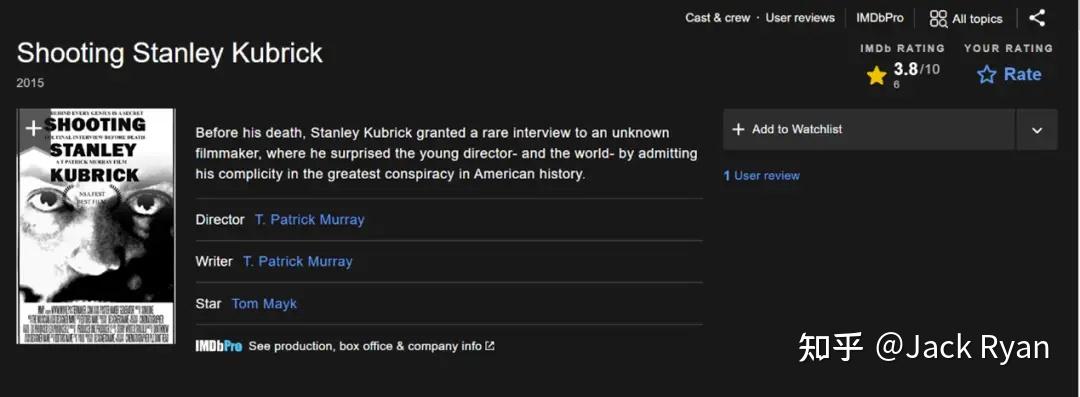 Cast & crew · User reviews IMDbPro All topics
Shooting Stanley Kubrick
2015
IMDb RATING YOUR RATING
3.8/10 Rate
6
BEHIND EVERY GENIUS IS A SECRET
SHOOTING
FINAL INTERVIEW BEFORE DEATH
STANLEY
A T PATRICK MURRAY FILM
KUBRICK
BEST FILM
Before his death, Stanley Kubrick granted a rare interview to an unknown
filmmaker, where he surprised the young director- and the world- by admitting
his complicity in the greatest conspiracy in American history.
Director T. Patrick Murray
Writer T. Patrick Murray
Star Tom Mayk
IMDbPro See production, box office & company info
Add to Watchlist
1 User review
知乎 @Jack Ryan